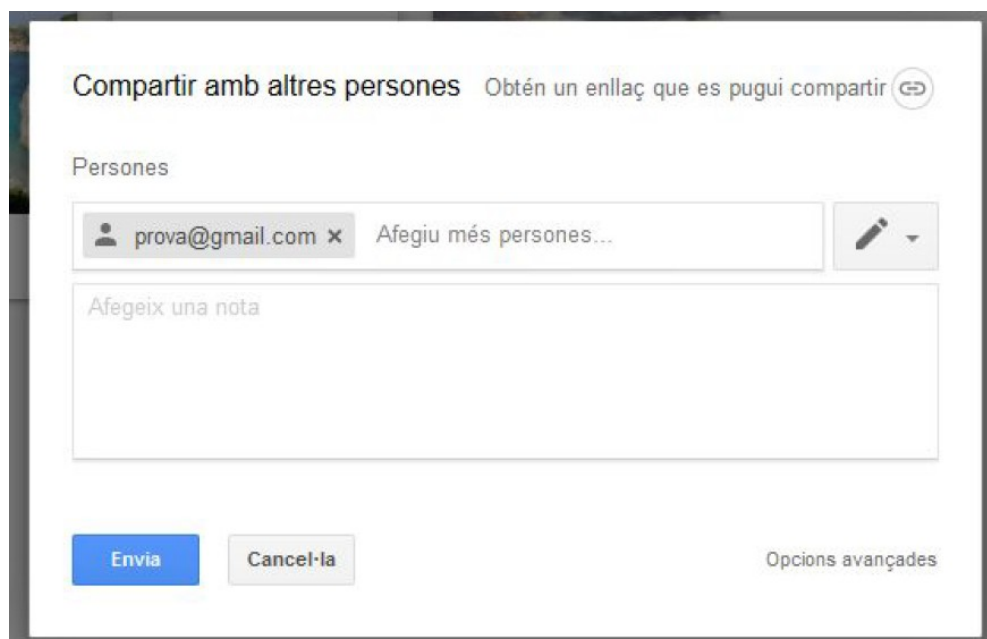 Compartir amb altres persones Obtén un enllaç que es pugui compartir
Persones
prova@gmail.com × Afegiu més persones...
Afegeix una nota
Envia Cancel·la Opcions avançades